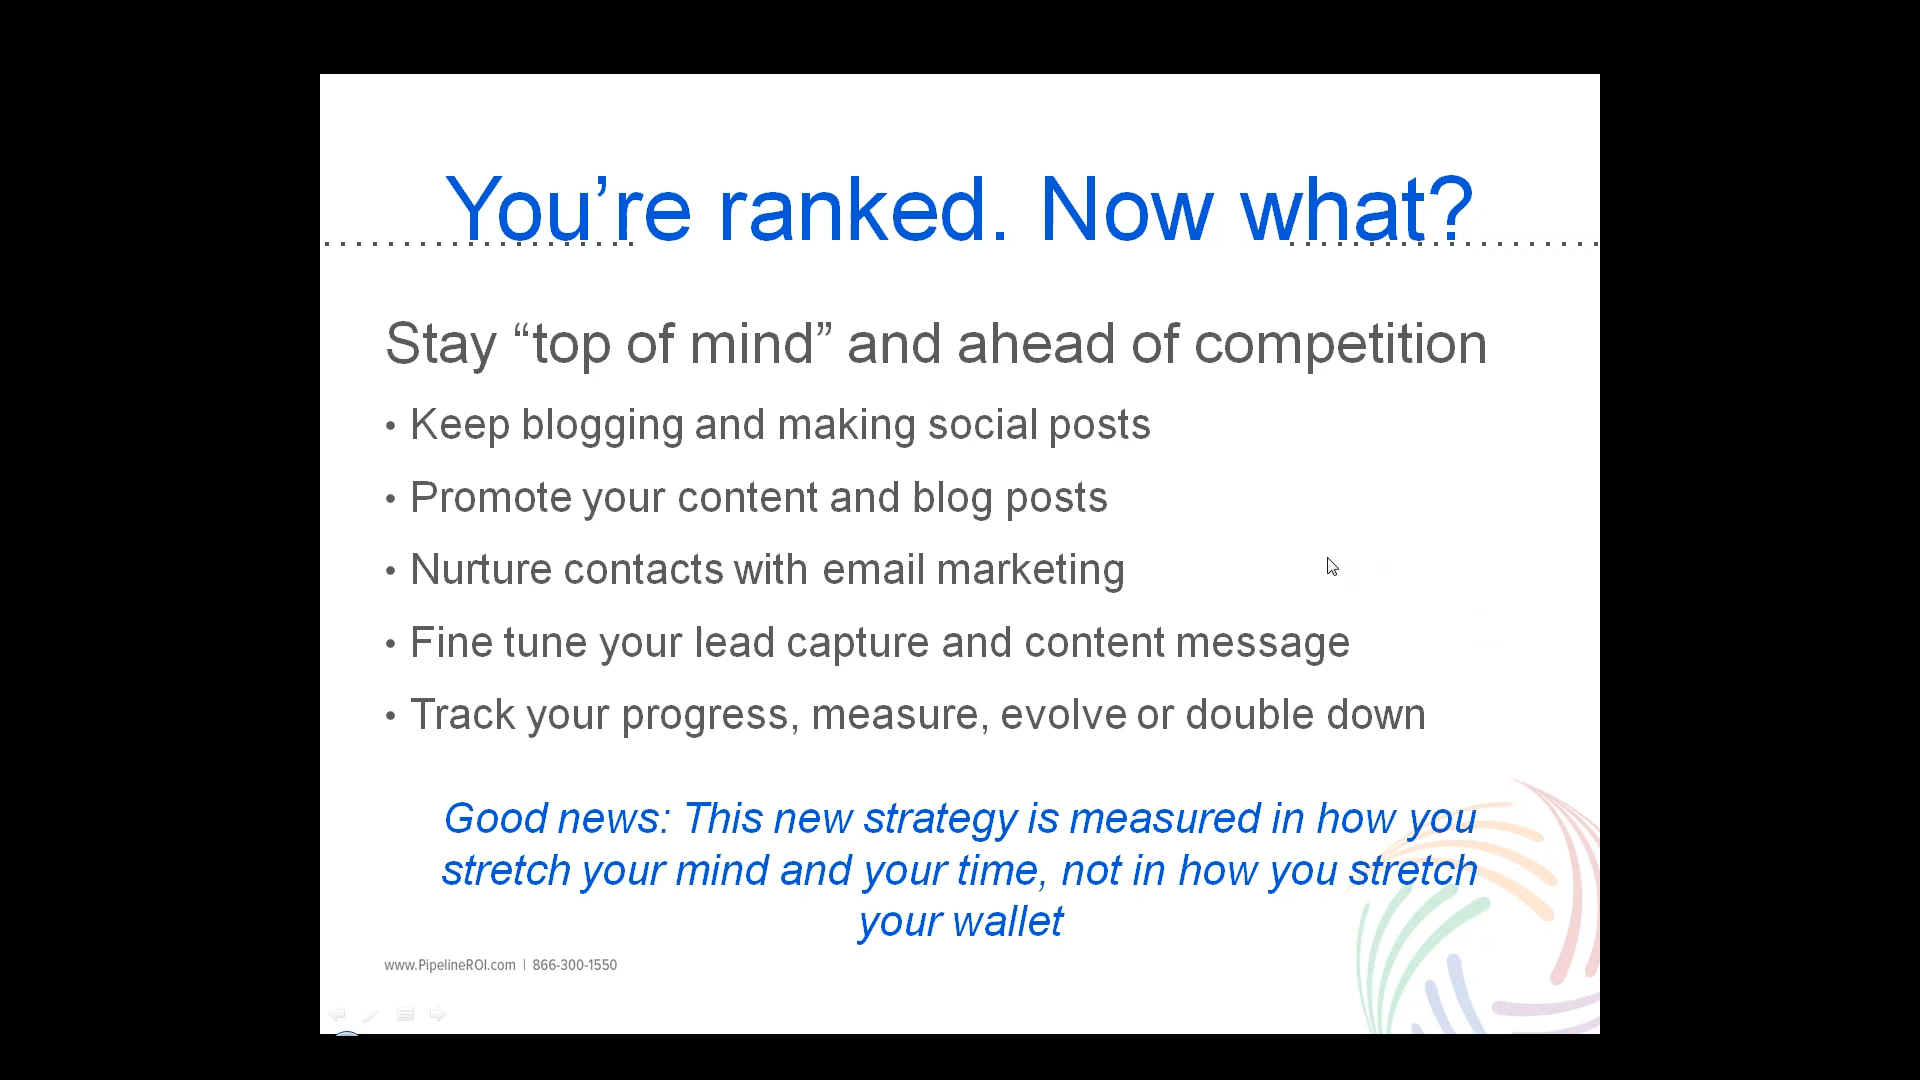 You’re ranked. Now what?
Stay “top of mind” and ahead of competition
• Keep blogging and making social posts
• Promote your content and blog posts
• Nurture contacts with email marketing
• Fine tune your lead capture and content message
• Track your progress, measure, evolve or double down
Good news: This new strategy is measured in how you
stretch your mind and your time, not in how you stretch
your wallet
www.PipelineROI.com | 866-300-1550